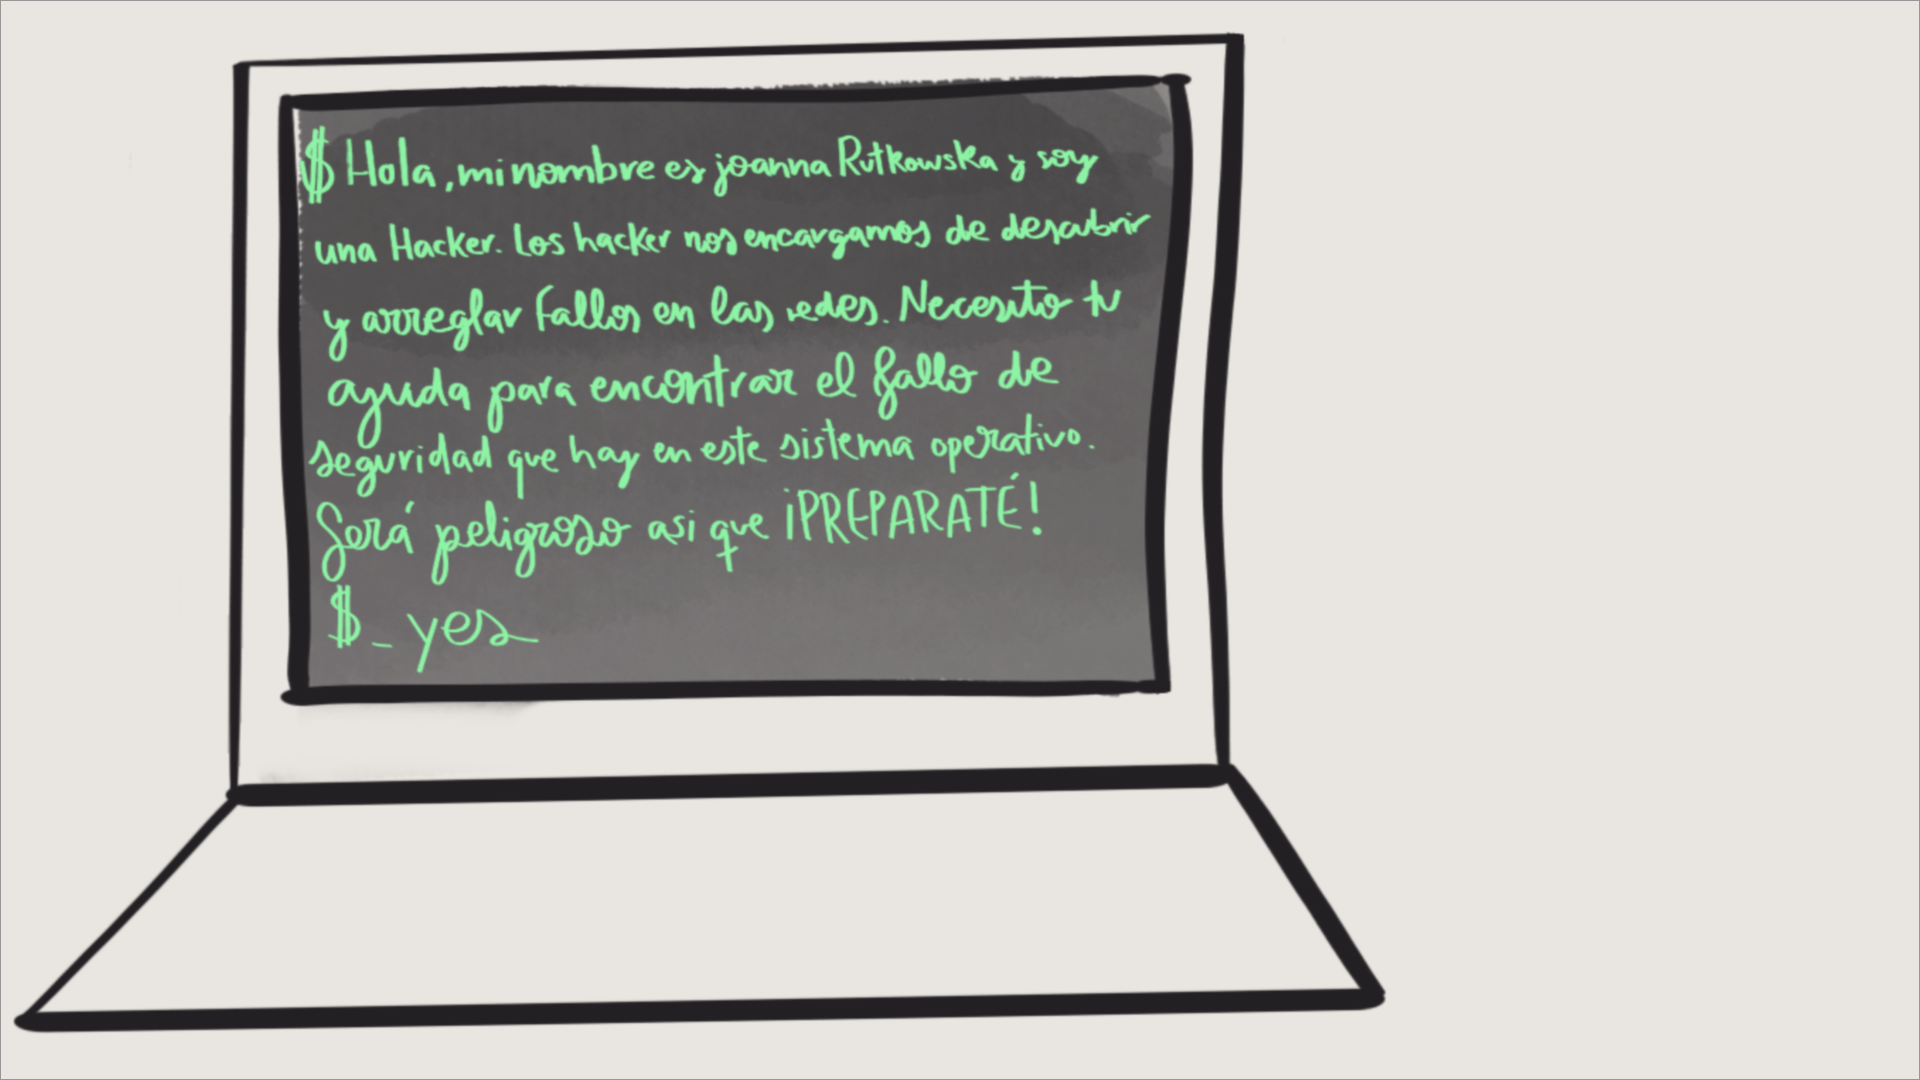 $ Hola, mi nombre es joanna Rutkowska y soy
una Hacker. Los hacker nos encargamos de descubrir
y arreglar fallos en las redes. Necesito tu
ayuda para encontrar el fallo de
seguridad que hay en este sistema operativo.
Será peligroso asi que ¡PREPARATÉ!
$_ yes